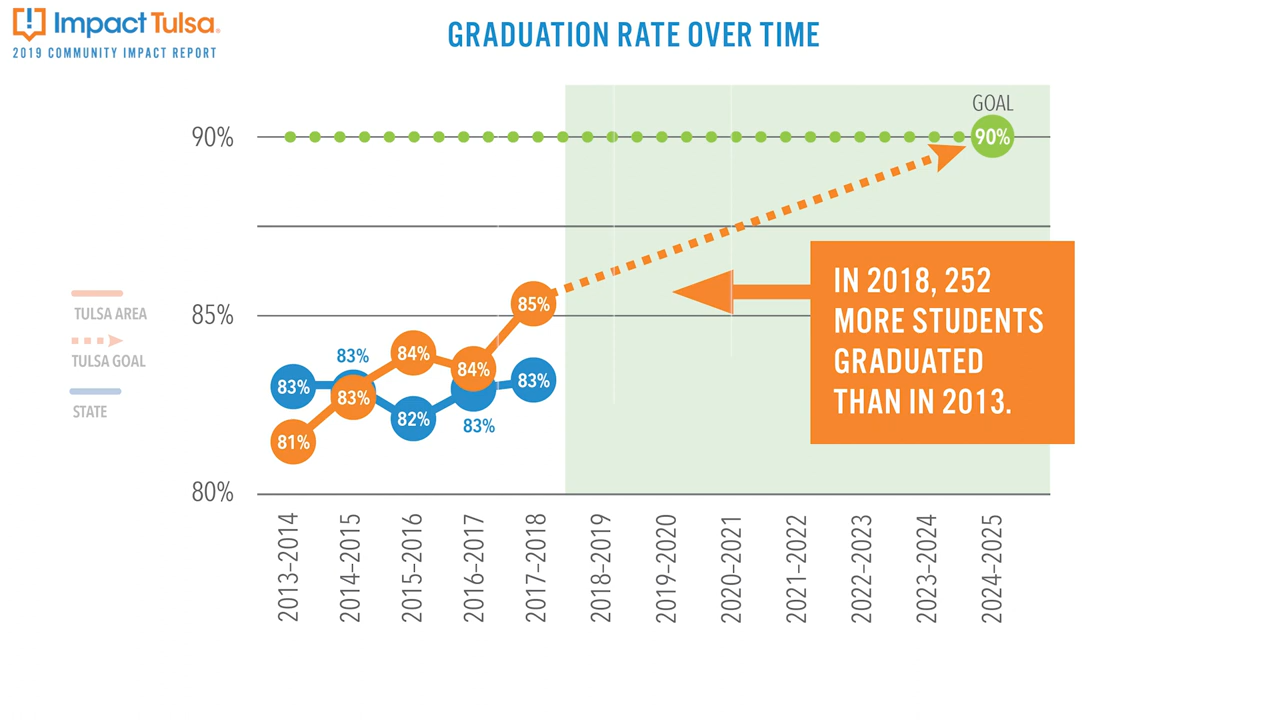 Impact Tulsa.
2019 COMMUNITY IMPACT REPORT
GRADUATION RATE OVER TIME
GOAL
90%
90%
85%
80%
TULSA AREA
TULSA GOAL
STATE
83%
81%
83%
83%
84%
82%
84%
83%
85%
83%
IN 2018, 252
MORE STUDENTS
GRADUATED
THAN IN 2013.
2013–2014
2014–2015
2015–2016
2016–2017
2017–2018
2018–2019
2019–2020
2020–2021
2021–2022
2022–2023
2023–2024
2024–2025